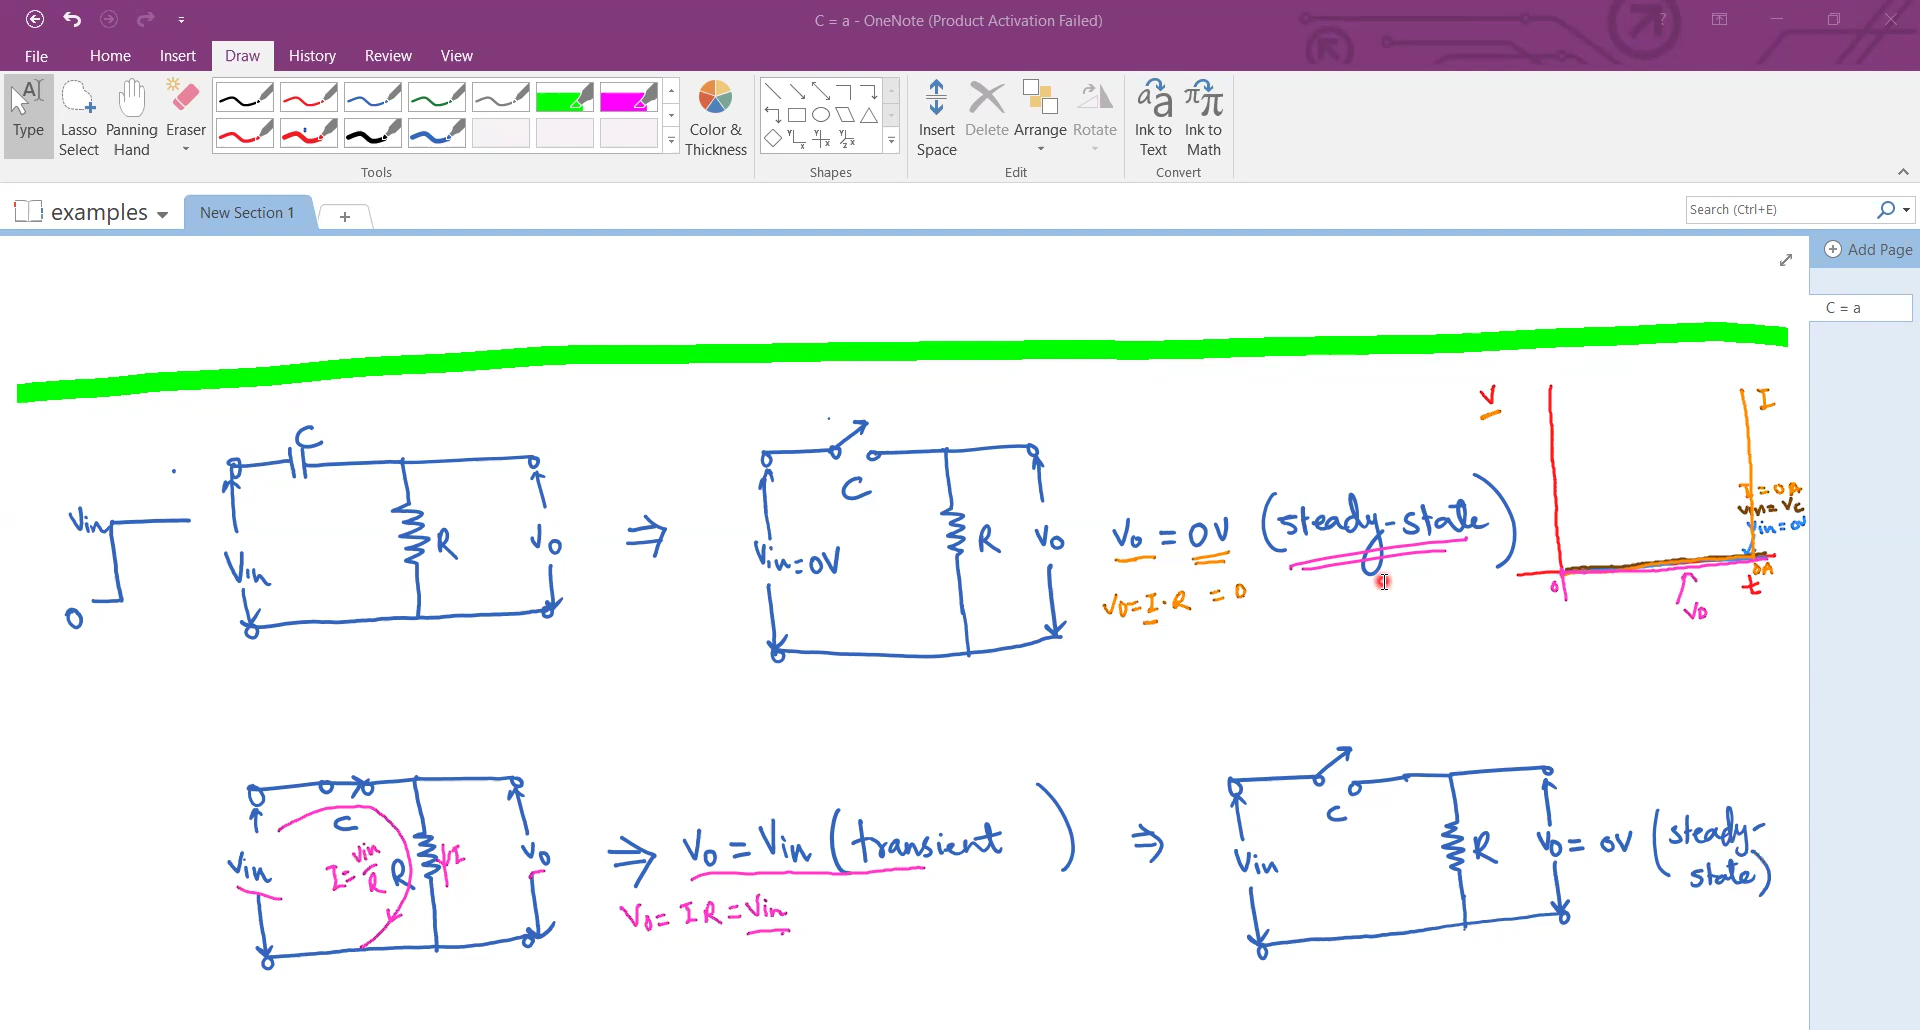 C = a - OneNote (Product Activation Failed)
?
File Home Insert Draw History Review View
Type
Lasso Select
Panning Hand
Eraser
Color & Thickness
Insert Space
Delete
Arrange
Rotate
Ink to Text
Ink to Math
Tools
Shapes
Edit
Convert
examples
New Section 1
+
Search (Ctrl+E)
Add Page
C = a
V
I
C
Vin
0
Vin
R
Vo
⇒
C
Vin=0V
R
Vo
Vo = 0V (steady-state)
Vo=I.R = 0
I=0A
Vin=Vc
Vin=0V
0
0A
t
Vo
C
Vin
I=Vin/R
R
I
Vo
⇒ Vo = Vin (transient)
Vo= IR=Vin
⇒
C
Vin
R
Vo= 0V (steady-
state)